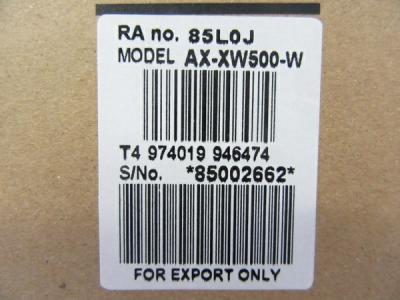 RA no. 85L0J
MODEL AX-XW500-W
T4 974019 946474
S/No. *85002662*
FOR EXPORT ONLY